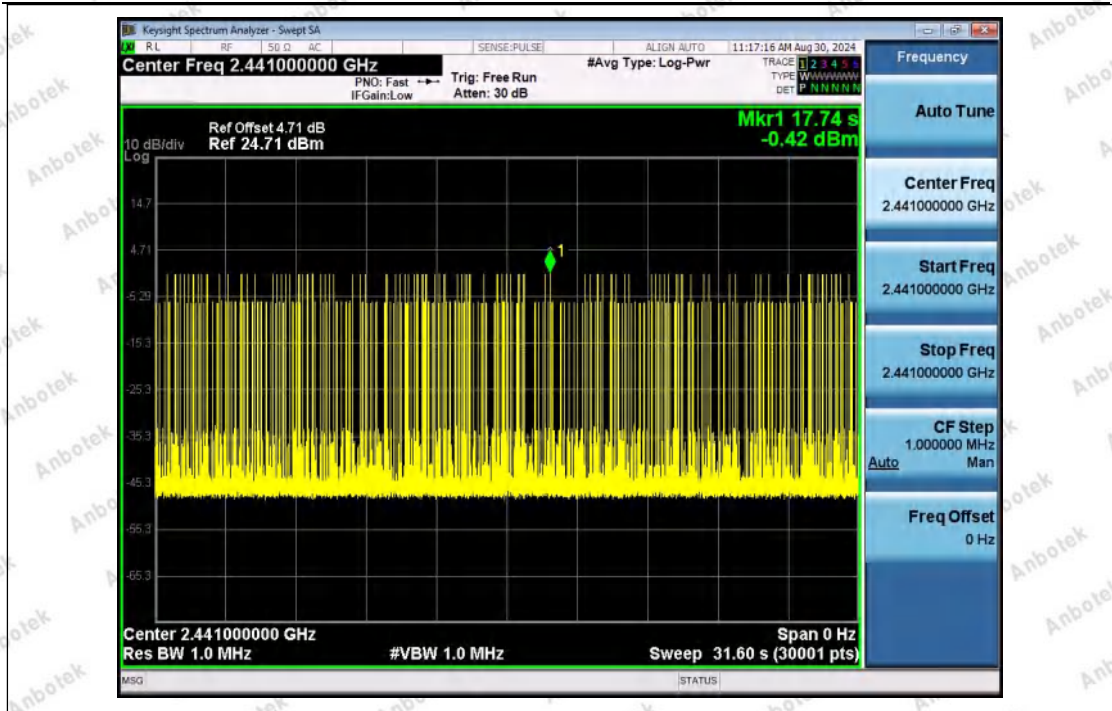 Keysight Spectrum Analyzer - Swept SA
RL RF 50 Ω AC SENSE:PULSE ALIGN AUTO 11:17:16 AM Aug 30, 2024
Center Freq 2.441000000 GHz #Avg Type: Log-Pwr TRACE 1 2 3 4 5 6
PNO: Fast Trig: Free Run TYPE W
IFGain:Low Atten: 30 dB DET P N N N N N
Frequency
Auto Tune
Center Freq
2.441000000 GHz
Start Freq
2.441000000 GHz
Stop Freq
2.441000000 GHz
CF Step
1.000000 MHz
Auto Man
Freq Offset
0 Hz
Mkr1 17.74 s
Ref Offset 4.71 dB
10 dB/div Ref 24.71 dBm -0.42 dBm
Log
14.7
4.71
1
-5.29
-15.3
-25.3
-35.3
-45.3
-55.3
-65.3
Center 2.441000000 GHz Span 0 Hz
Res BW 1.0 MHz #VBW 1.0 MHz Sweep 31.60 s (30001 pts)
MSG STATUS
Anbotek